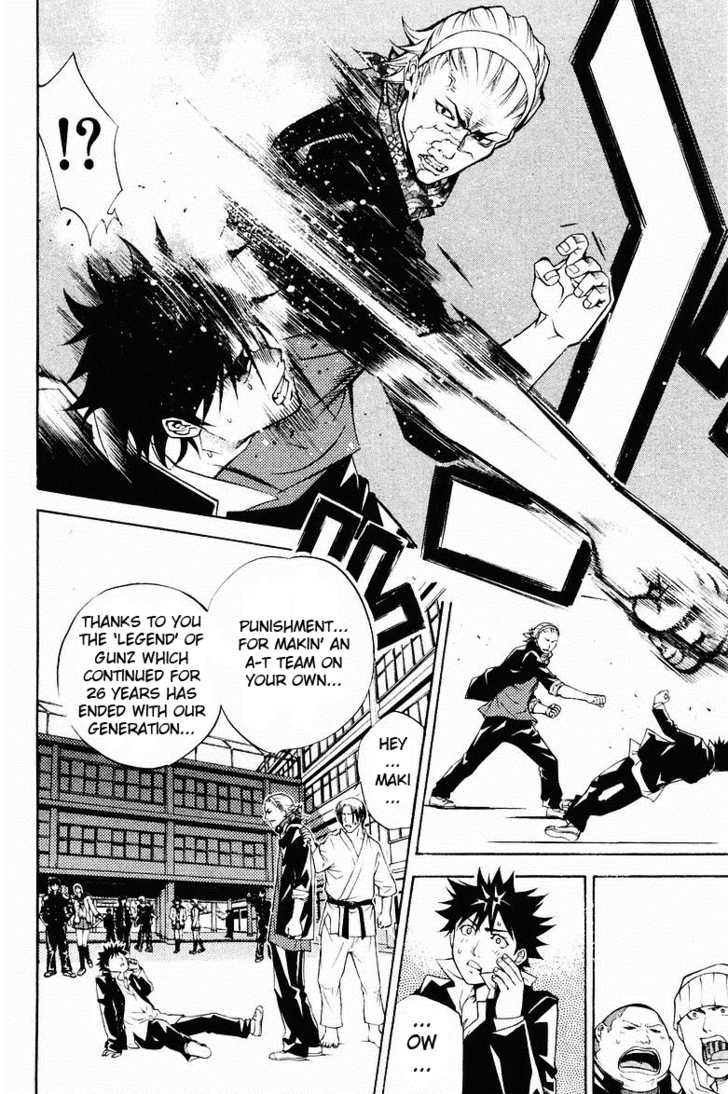 !?
HEY
...
MAKI
...
PUNISHMENT...
FOR MAKIN' AN
A-T TEAM ON
YOUR OWN...
THANKS TO YOU
THE 'LEGEND' OF
GUNZ WHICH
CONTINUED FOR
26 YEARS HAS
ENDED WITH OUR
GENERATION...
...
OW
...